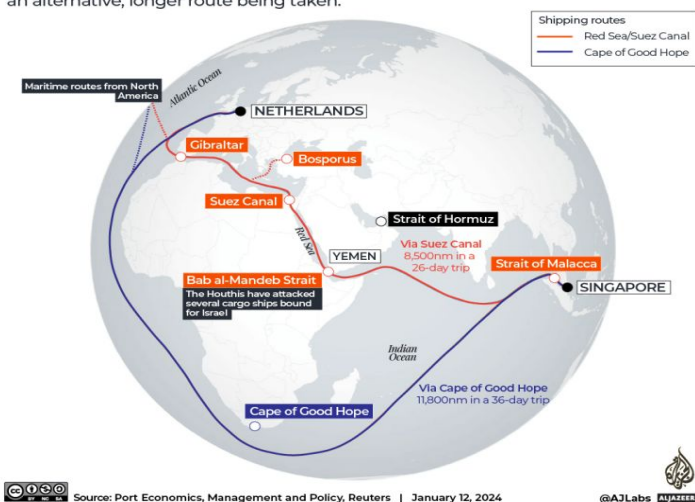 an alternative, longer route being taken.
Shipping routes
Red Sea/Suez Canal
Cape of Good Hope
Maritime routes from North
America
Atlantic Ocean
NETHERLANDS
Gibraltar
Bosporus
Suez Canal
Strait of Hormuz
Red Sea
YEMEN
Via Suez Canal
8,500nm in a
26-day trip
Strait of Malacca
Bab al-Mandeb Strait
The Houthis have attacked
several cargo ships bound
for Israel
SINGAPORE
Indian
Ocean
Via Cape of Good Hope
11,800nm in a 36-day trip
Cape of Good Hope
CC BY NC SA
Source: Port Economics, Management and Policy, Reuters | January 12, 2024
@AJLabs ALJAZEERA